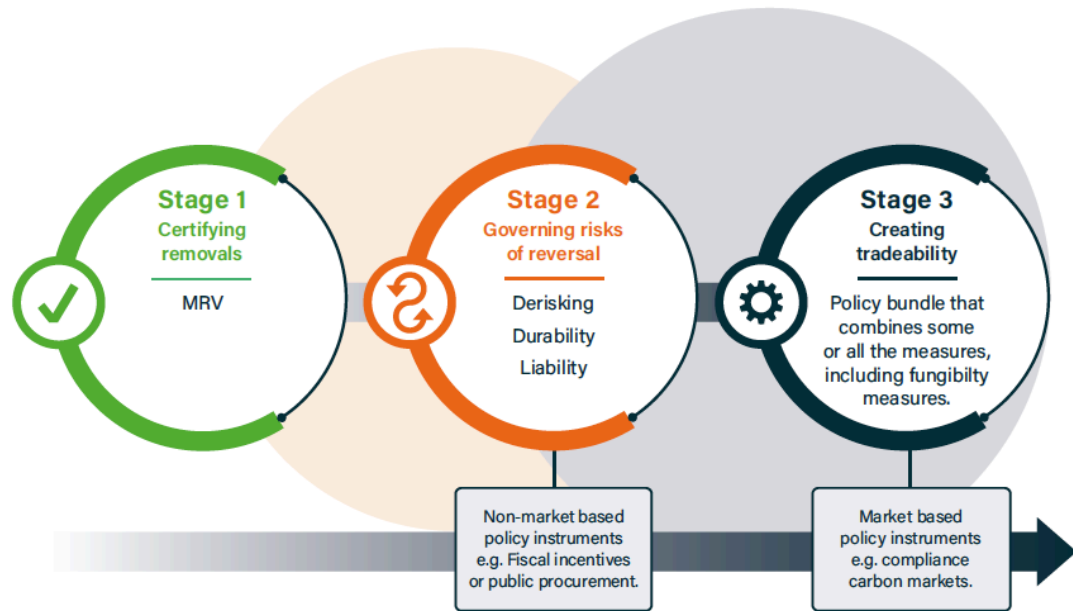 Stage 1
Certifying
removals
MRV
Stage 2
Governing risks
of reversal
Derisking
Durability
Liability
Stage 3
Creating
tradeability
Policy bundle that
combines some
or all the measures,
including fungibilty
measures.
Non-market based
policy instruments
e.g. Fiscal incentives
or public procurement.
Market based
policy instruments
e.g. compliance
carbon markets.